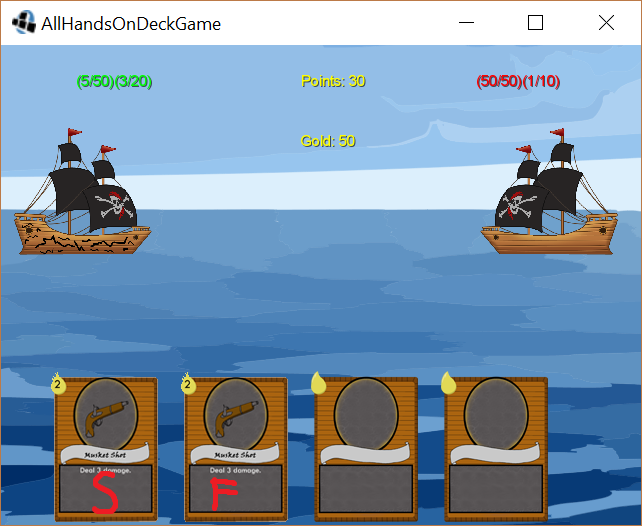 AllHandsOnDeckGame
(5/50)(3/20) Points: 30 (50/50)(1/10)
Gold: 50
2 2
Musket Shot Musket Shot
Deal 3 damage. Deal 3 damage.
S F